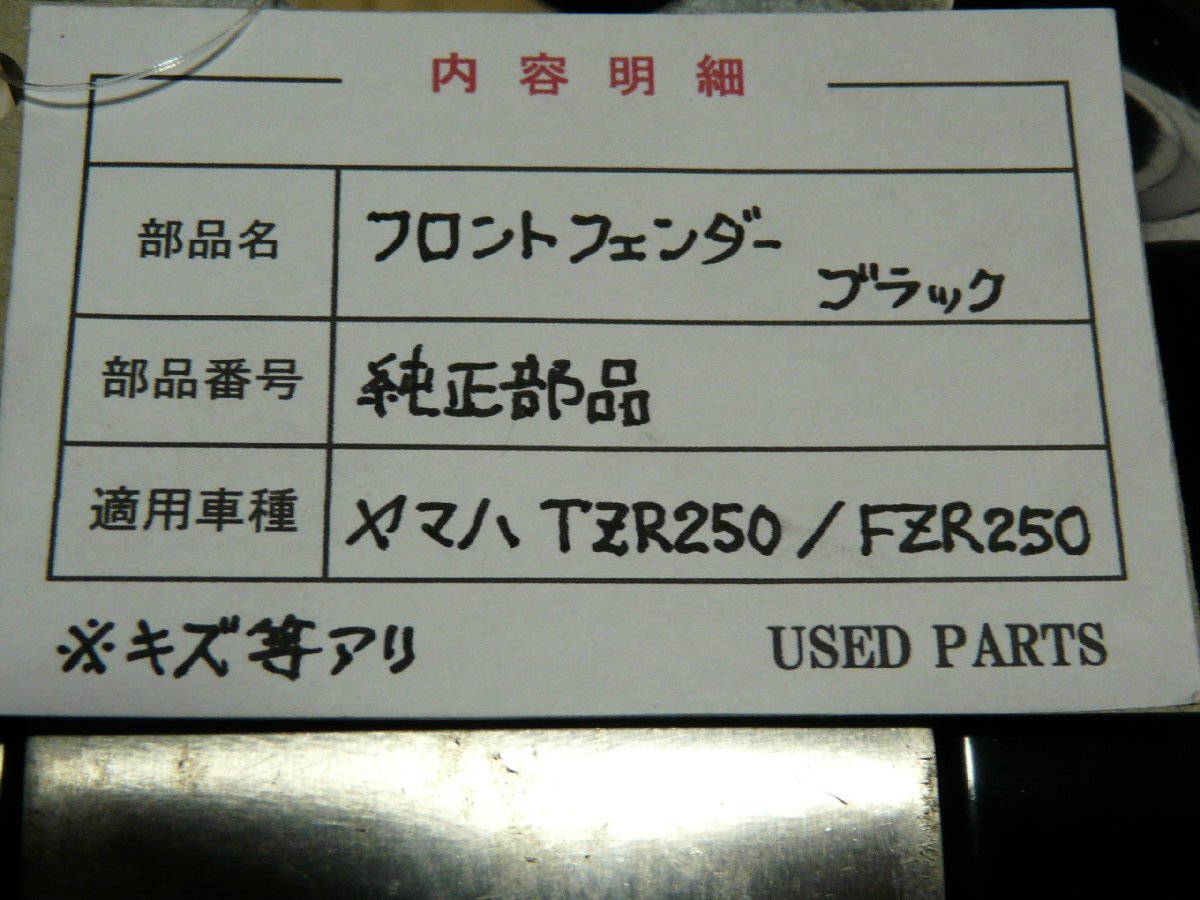 内容明細
部品名 フロントフェンダー
ブラック
部品番号 純正部品
適用車種 ヤマハ TZR250/FZR250
※キズ等アリ USED PARTS